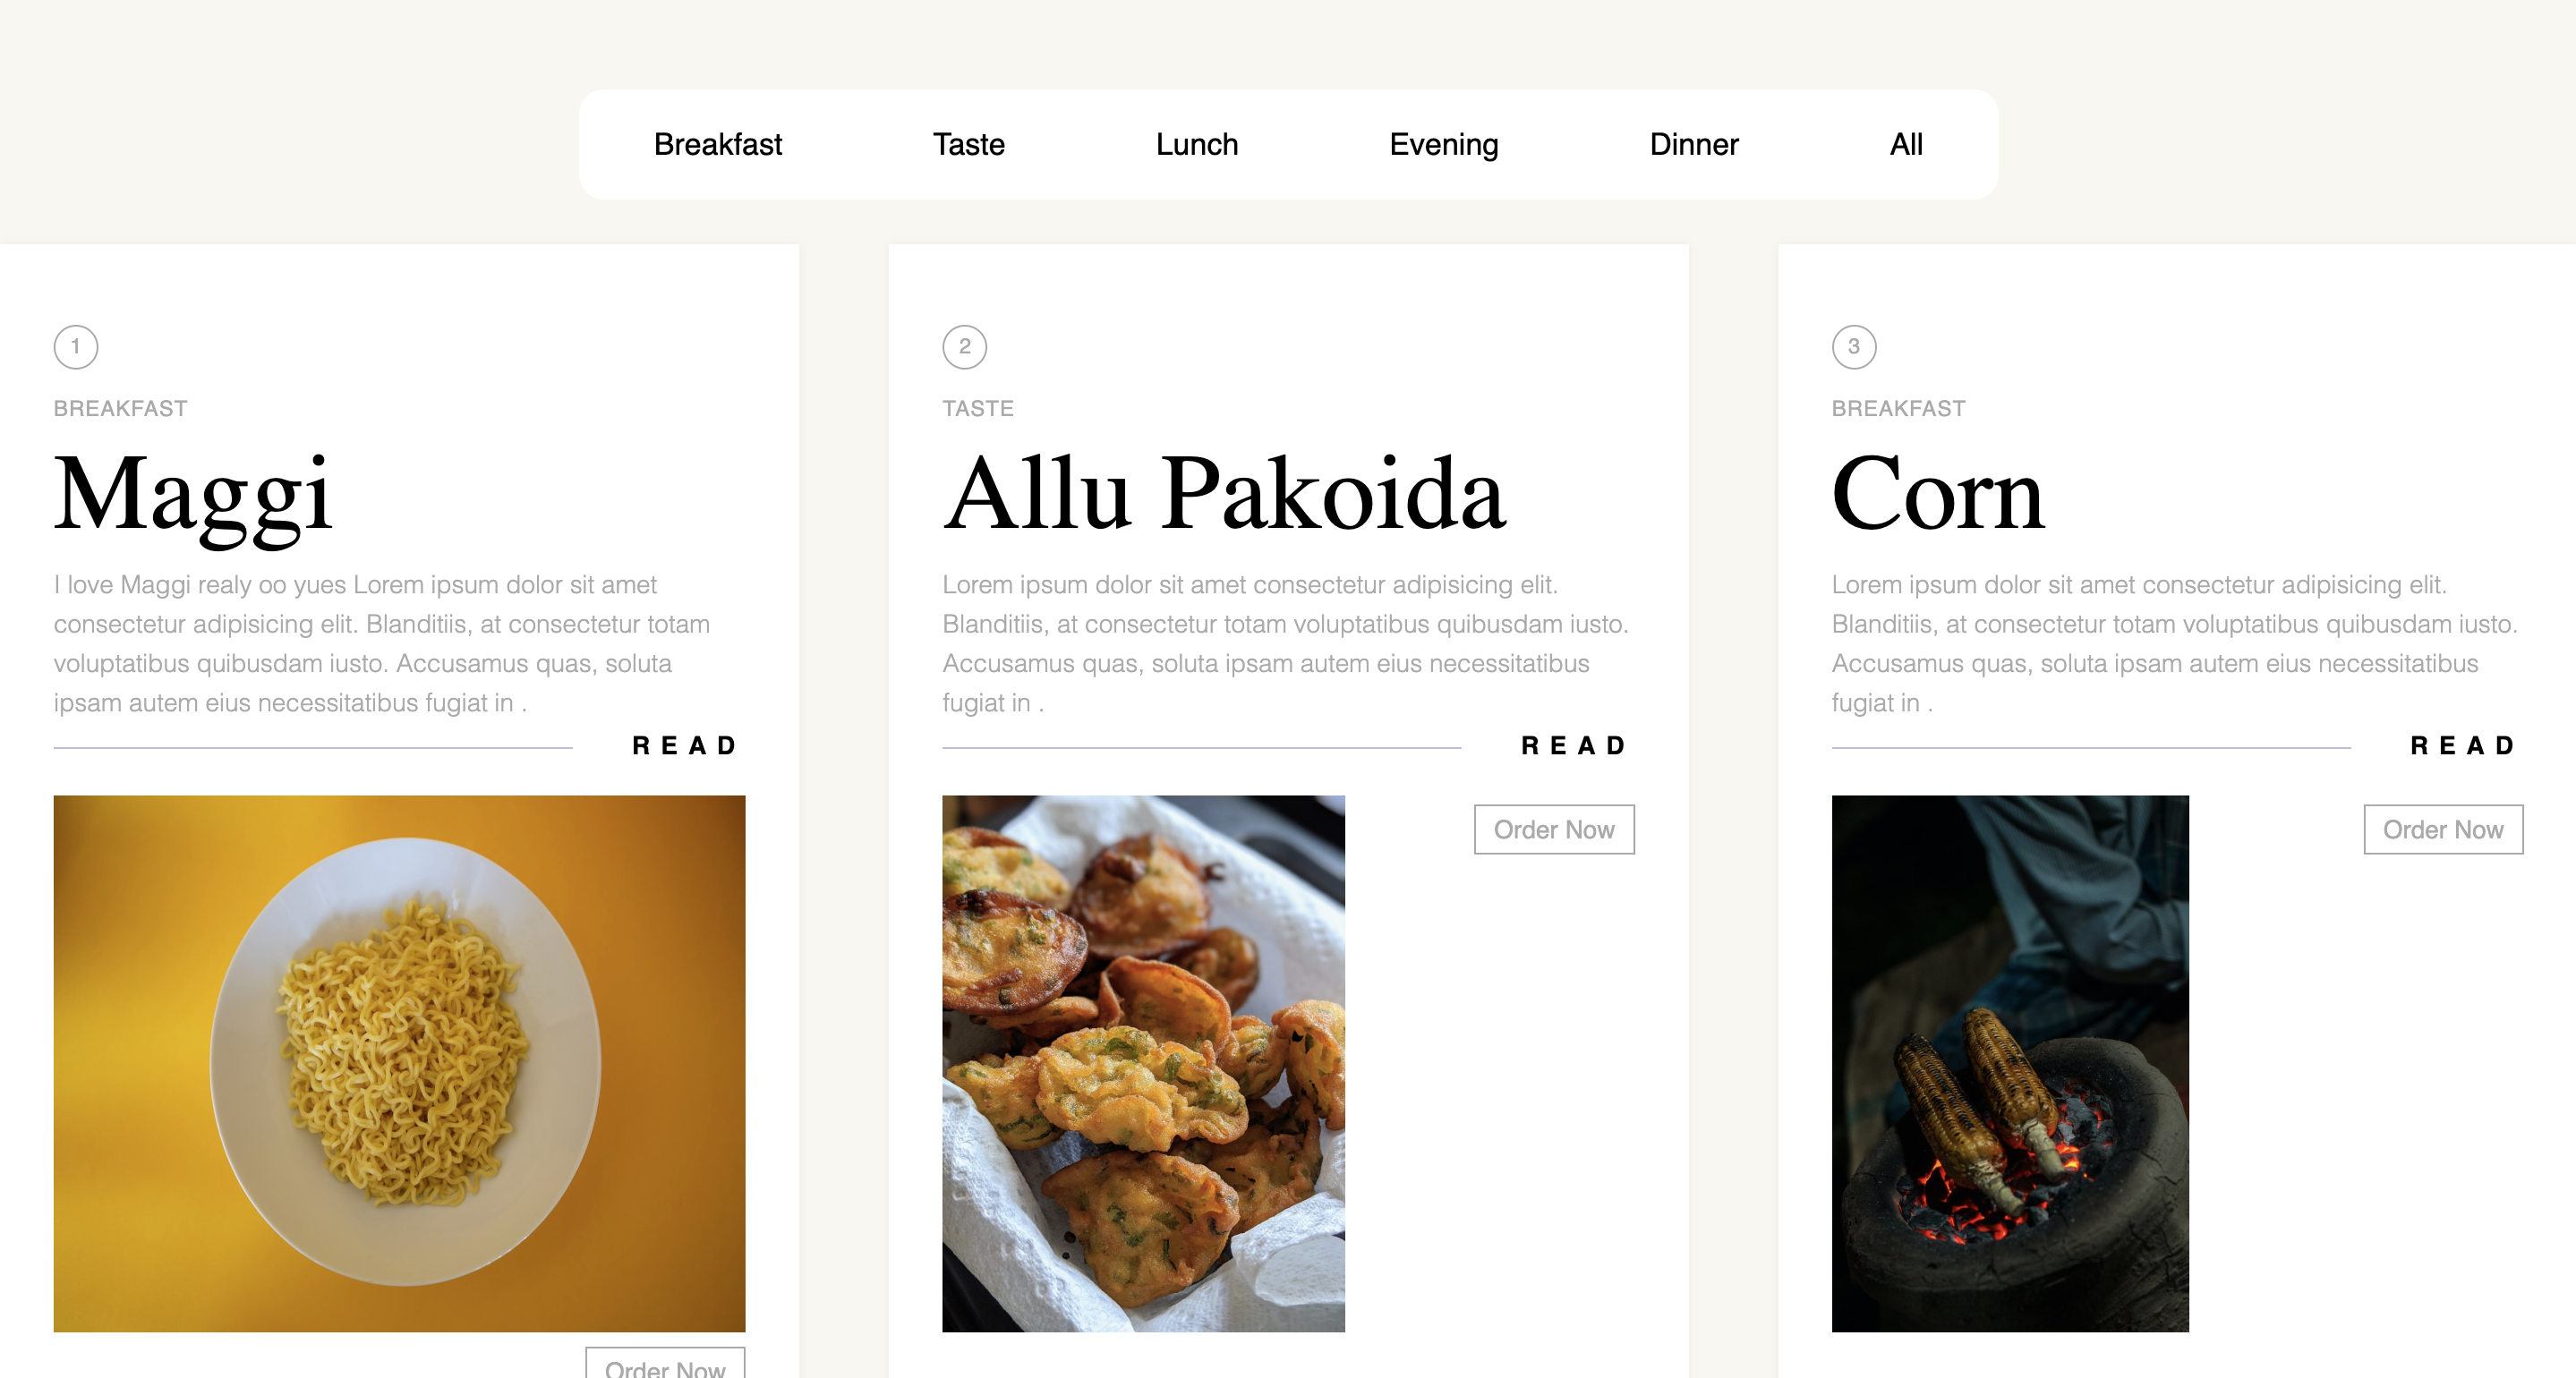 Breakfast Taste Lunch Evening Dinner All
1
BREAKFAST
Maggi
I love Maggi realy oo yues Lorem ipsum dolor sit amet
consectetur adipisicing elit. Blanditiis, at consectetur totam
voluptatibus quibusdam iusto. Accusamus quas, soluta
ipsam autem eius necessitatibus fugiat in .
READ
Order Now
2
TASTE
Allu Pakoida
Lorem ipsum dolor sit amet consectetur adipisicing elit.
Blanditiis, at consectetur totam voluptatibus quibusdam iusto.
Accusamus quas, soluta ipsam autem eius necessitatibus
fugiat in .
READ
Order Now
3
BREAKFAST
Corn
Lorem ipsum dolor sit amet consectetur adipisicing elit.
Blanditiis, at consectetur totam voluptatibus quibusdam iusto.
Accusamus quas, soluta ipsam autem eius necessitatibus
fugiat in .
READ
Order Now